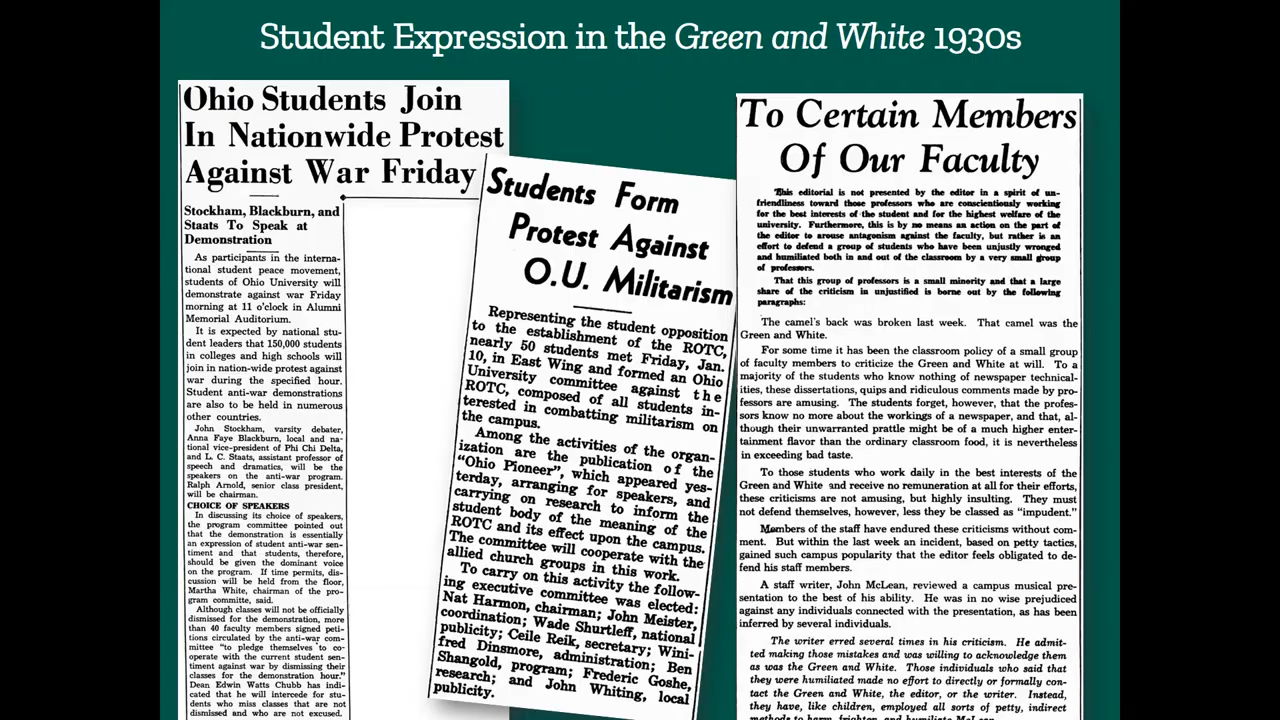 Student Expression in the Green and White 1930s
Ohio Students Join
In Nationwide Protest
Against War Friday
Stockham, Blackburn, and
Staats To Speak at
Demonstration
As participants in the interna-
tional student peace movement,
students of Ohio University will
demonstrate against war Friday
morning at 11 o'clock in Alumni
Memorial Auditorium.
It is expected by national stu-
dent leaders that 150,000 students
in colleges and high schools will
join in nation-wide protest against
war during the specified hour.
Student anti-war demonstrations
are also to be held in numerous
other countries.
John Stockham, varsity debater,
Anna Faye Blackburn, local and na-
tional vice-president of Phi Chi Delta,
and L. C. Staats, assistant professor of
speech and dramatics, will be the
speakers on the anti-war program.
Ralph Arnold, senior class president,
will be chairman.
CHOICE OF SPEAKERS
In discussing its choice of speakers,
the program committee pointed out
that the demonstration is essentially
an expression of student anti-war sen-
timent and that students, therefore,
should be given the dominant voice
on the program. If time permits, dis-
cussion will be held from the floor,
Martha White, chairman of the pro-
gram committe, said.
Although classes will not be officially
dismissed for the demonstration, more
than 40 faculty members signed peti-
tions circulated by the anti-war com-
mittee "to pledge themselves to co-
operate with the current student sen-
timent against war by dismissing their
classes for the demonstration hour."
Dean Edwin Watts Chubb has indi-
cated that he will intercede for stu-
dents who miss classes that are not
dismissed and who are not excused.
Students Form
Protest Against
O.U. Militarism
Representing the student opposition
to the establishment of the ROTC,
nearly 50 students met Friday, Jan.
10, in East Wing and formed an Ohio
University committee against the
ROTC, composed of all students in-
terested in combatting militarism on
the campus.
Among the activities of the organ-
ization are the publication of the
"Ohio Pioneer", which appeared yes-
terday, arranging for speakers, and
carrying on research to inform the
student body of the meaning of the
ROTC and its effect upon the campus.
The committee will cooperate with the
allied church groups in this work.
To carry on this activity the follow-
ing executive committee was elected:
Nat Harmon, chairman; John Meister,
coordination; Wade Shurtleff, national
publicity; Ceile Reik, secretary; Wini-
fred Dinsmore, administration; Ben
Shangold, program; Frederic Goshe,
research; and John Whiting, local
publicity.
To Certain Members
Of Our Faculty
This editorial is not presented by the editor in a spirit of un-
friendliness toward those professors who are conscientiously working
for the best interests of the student and for the highest welfare of the
university. Furthermore, this is by no means an action on the part of
the editor to arouse antagonism against the faculty, but rather is an
effort to defend a group of students who have been unjustly wronged
and humiliated both in and out of the classroom by a very small group
of professors.
That this group of professors is a small minority and that a large
share of the criticism in unjustified is borne out by the following
paragraphs:
The camel's back was broken last week. That camel was the
Green and White.
For some time it has been the classroom policy of a small group
of faculty members to criticize the Green and White at will. To a
majority of the students who know nothing of newspaper technical-
ities, these dissertations, quips and ridiculous comments made by pro-
fessors are amusing. The students forget, however, that the profes-
sors know no more about the workings of a newspaper, and that, al-
though their unwarranted prattle might be of a much higher enter-
tainment flavor than the ordinary classroom food, it is nevertheless
in exceeding bad taste.
To those students who work daily in the best interests of the
Green and White and receive no remuneration at all for their efforts,
these criticisms are not amusing, but highly insulting. They must
not defend themselves, however, less they be classed as "impudent."
Members of the staff have endured these criticisms without com-
ment. But within the last week an incident, based on petty tactics,
gained such campus popularity that the editor feels obligated to de-
fend his staff members.
A staff writer, John McLean, reviewed a campus musical pre-
sentation to the best of his ability. He was in no wise prejudiced
against any individuals connected with the presentation, as has been
inferred by several individuals.
The writer erred several times in his criticism. He admit-
ted making those mistakes and was willing to acknowledge them
as was the Green and White. Those individuals who said that
they were humiliated made no effort to directly or formally con-
tact the Green and White, the editor, or the writer. Instead,
they have, like children, employed all sorts of petty, indirect
methods to harm, frighten, and humiliate McLean.